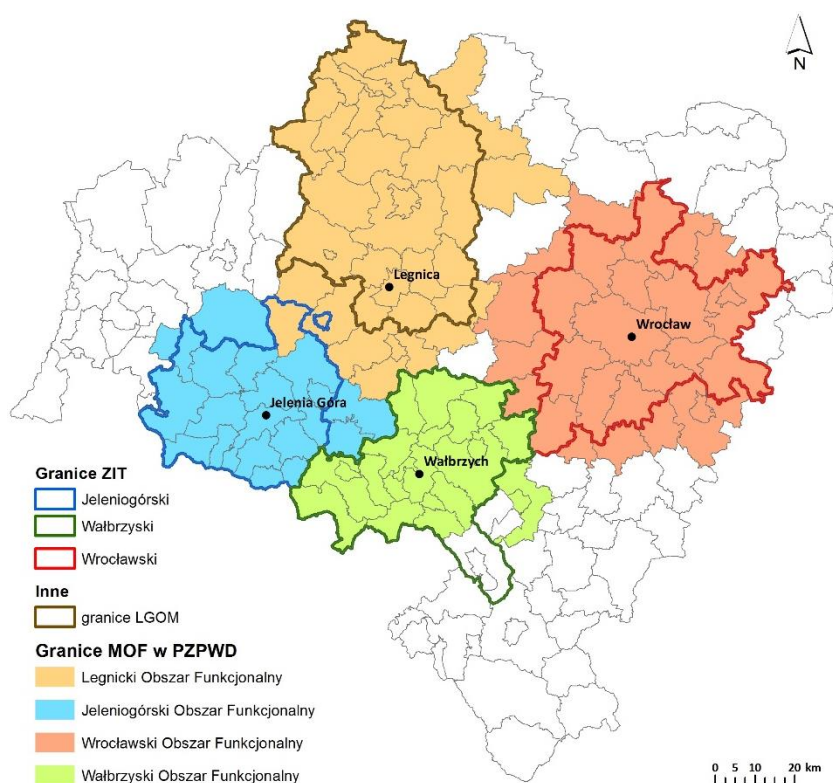 N
Legnica
Wrocław
Jelenia Góra
Wałbrzych
Granice ZIT
Jeleniogórski
Wałbrzyski
Wrocławski
Inne
granice LGOM
Granice MOF w PZPWD
Legnicki Obszar Funkcjonalny
Jeleniogórski Obszar Funkcjonalny
Wrocławski Obszar Funkcjonalny
Wałbrzyski Obszar Funkcjonalny
0 5 10 20 km